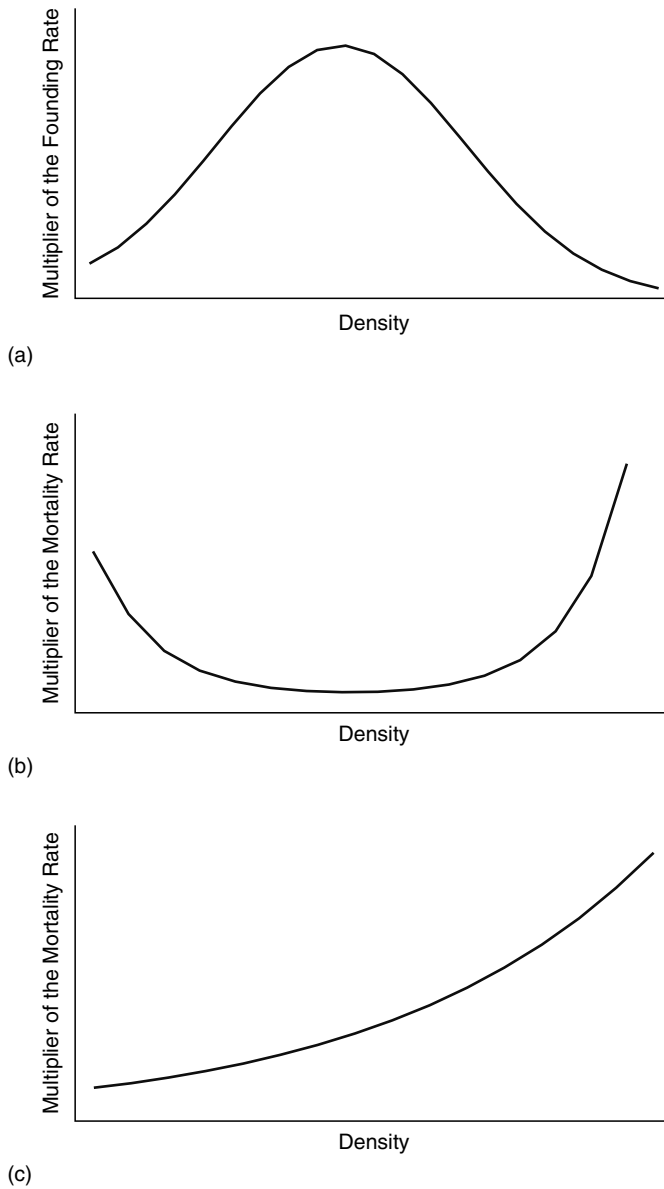 Multiplier of the Founding Rate
Density
(a)
Multiplier of the Mortality Rate
Density
(b)
Multiplier of the Mortality Rate
Density
(c)